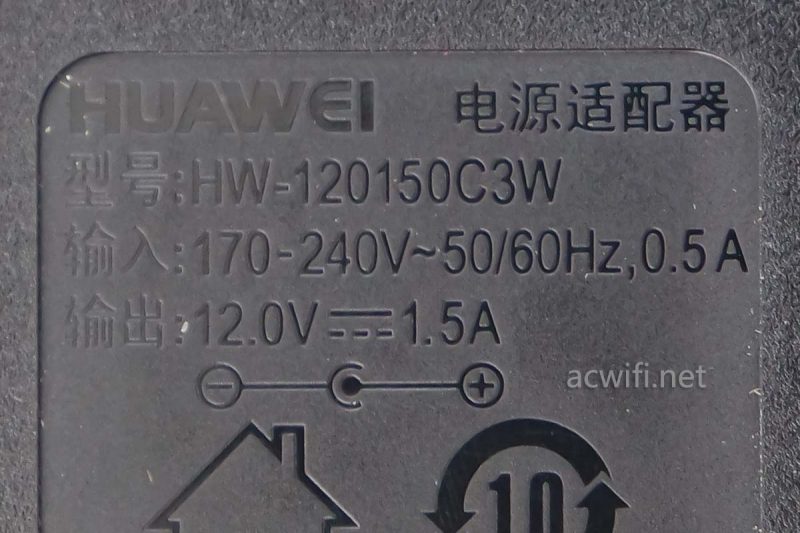 HUAWEI 电源适配器
型号:HW-120150C3W
输入:170-240V~50/60Hz,0.5A
输出:12.0V⎓1.5A
acwifi.net
10